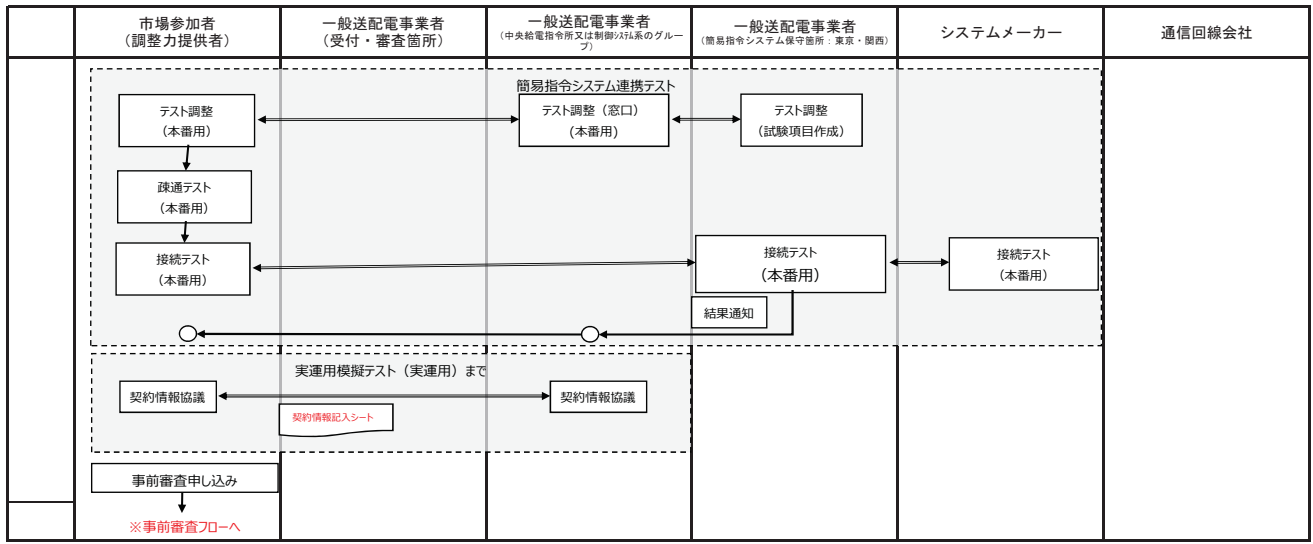 市場参加者
（調整力提供者）
一般送配電事業者
（受付・審査箇所）
一般送配電事業者
（中央給電指令所又は制御システム系のグルー
プ）
一般送配電事業者
（簡易指令システム保守箇所：東京・関西）
システムメーカー
通信回線会社
簡易指令システム連携テスト
テスト調整
（本番用）
テスト調整（窓口）
（本番用）
テスト調整
（試験項目作成）
疎通テスト
（本番用）
接続テスト
（本番用）
接続テスト
（本番用）
接続テスト
（本番用）
結果通知
実運用模擬テスト（実運用）まで
契約情報協議
契約情報協議
契約情報記入シート
事前審査申し込み
※事前審査フローへ